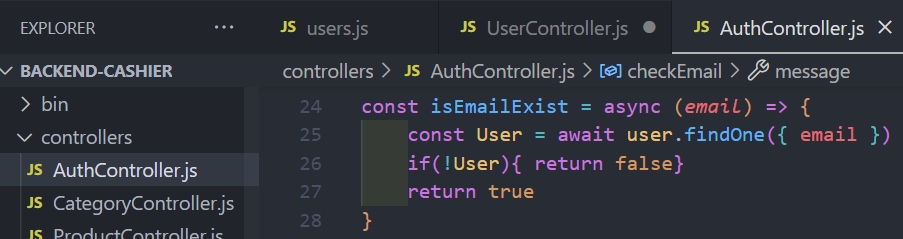 EXPLORER ...
JS users.js
JS UserController.js
JS AuthController.js
BACKEND-CASHIER
bin
controllers
JS AuthController.js
JS CategoryController.js
JS ProductController.js
controllers > JS AuthController.js > checkEmail > message
24 const isEmailExist = async (email) => {
25 const User = await user.findOne({ email })
26 if(!User){ return false}
27 return true
28 }